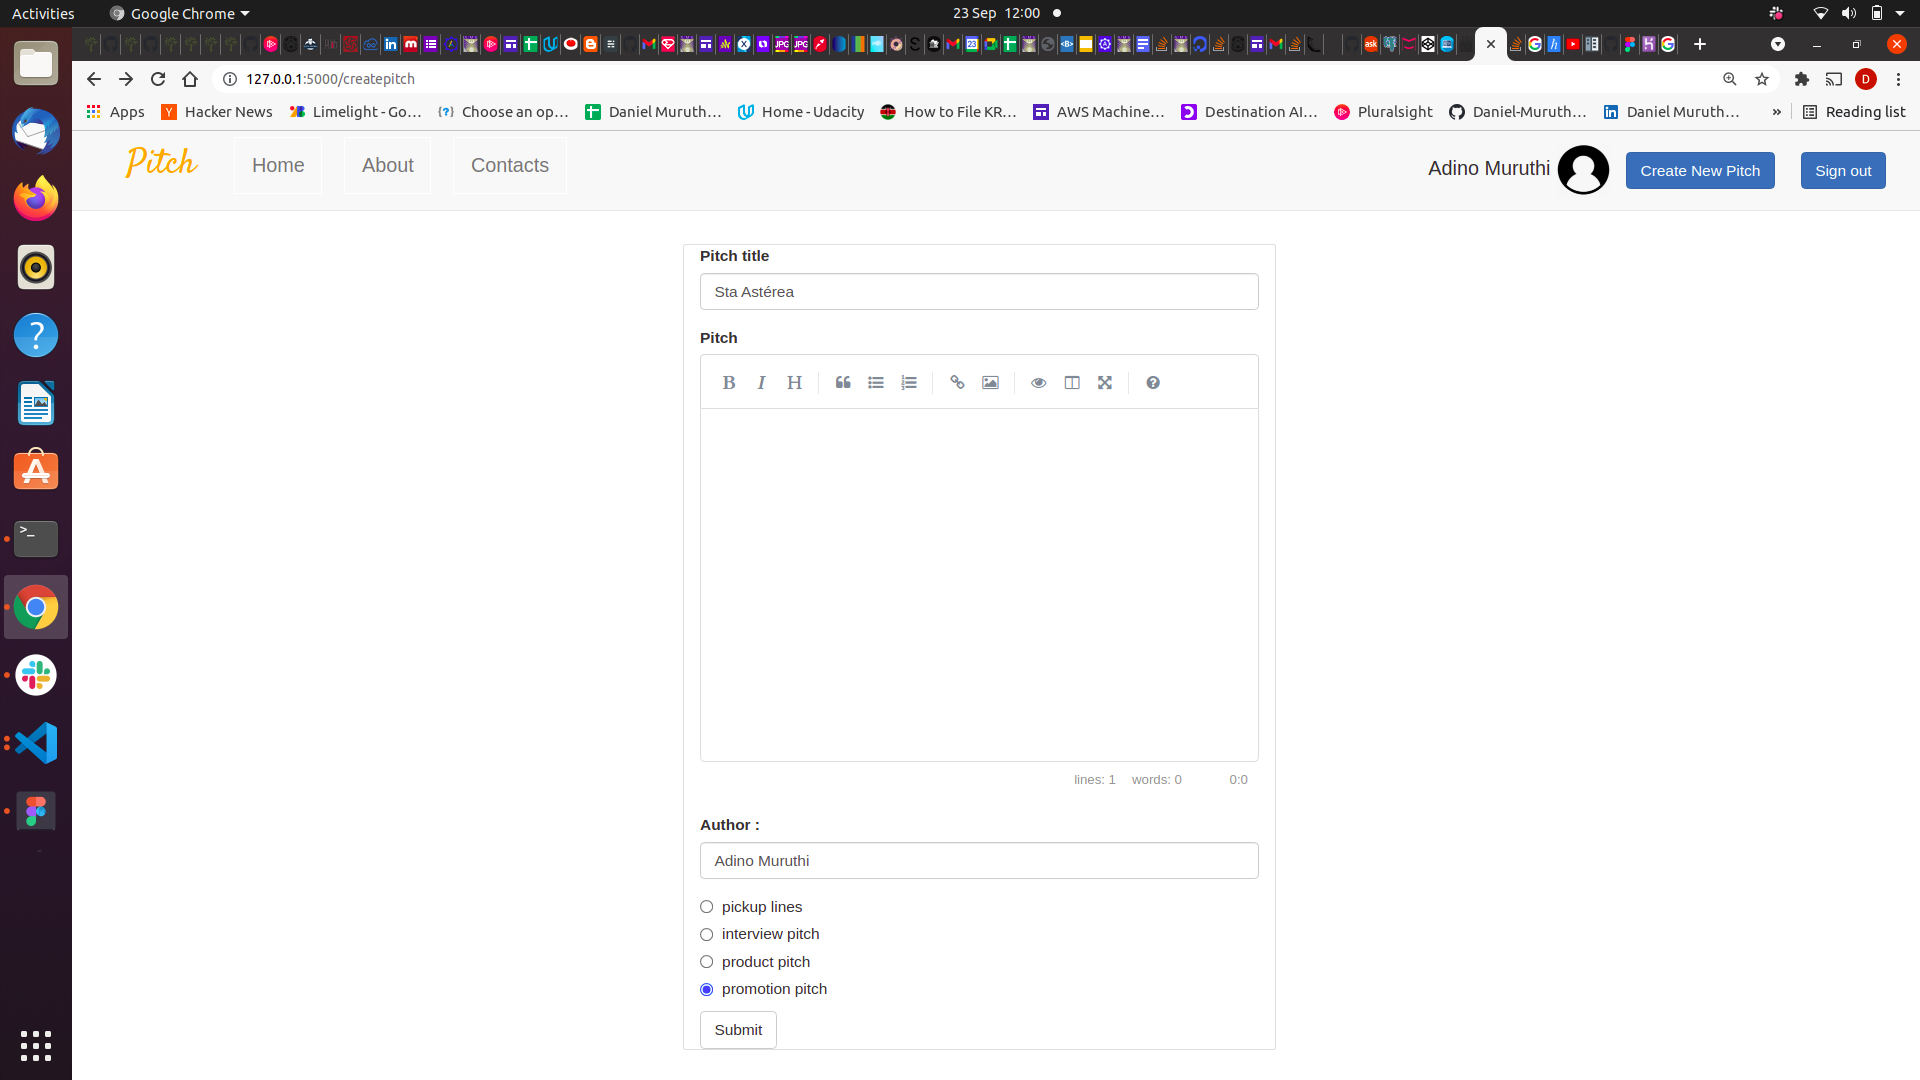 Activities Google Chrome 23 Sep 12:00
127.0.0.1:5000/createpitch D
Apps Hacker News Limelight - Go… Choose an op… Daniel Muruth… Home - Udacity How to File KR… AWS Machine… Destination AI… Pluralsight Daniel-Muruth… Daniel Muruth… » Reading list
Pitch Home About Contacts Adino Muruthi Create New Pitch Sign out
Pitch title
Sta Astérea
Pitch
B I H
lines: 1 words: 0 0:0
Author :
Adino Muruthi
pickup lines
interview pitch
product pitch
promotion pitch
Submit